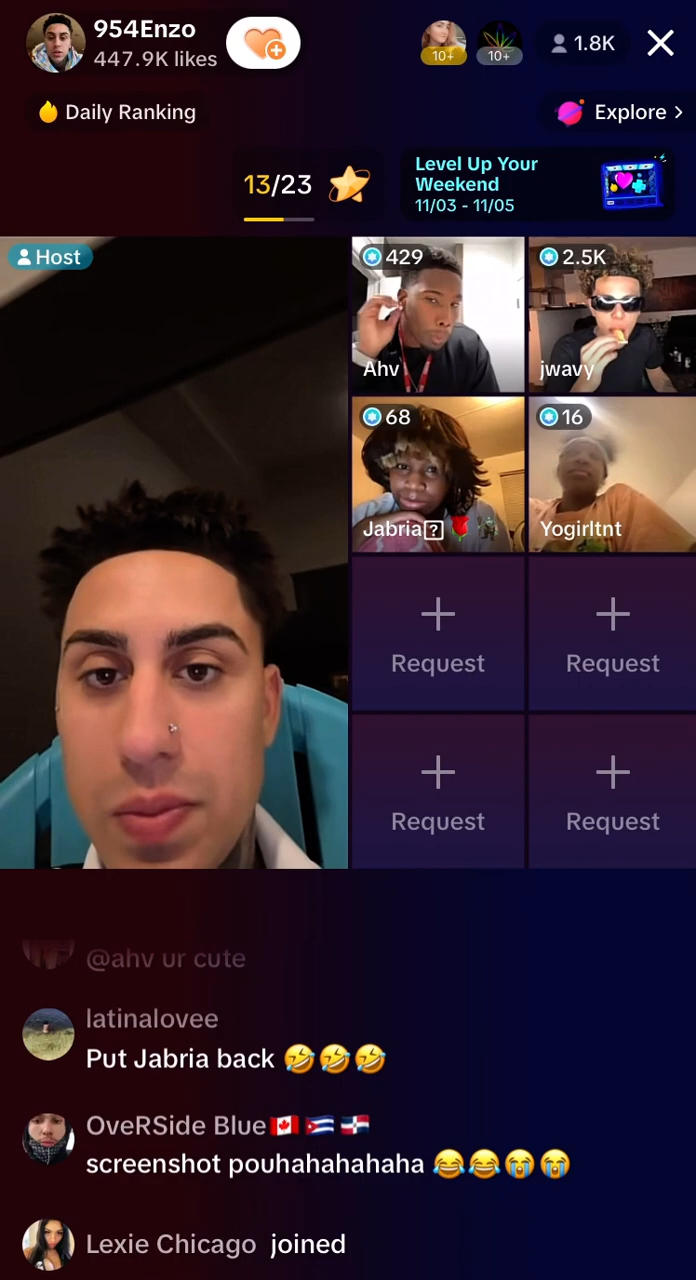 954Enzo
447.9K likes
10+
10+
1.8K
Daily Ranking
Explore >
13/23
Level Up Your
Weekend
11/03 - 11/05
Host
429
2.5K
Ahv
jwavy
68
16
Jabria
Yogirltnt
Request
Request
Request
Request
@ahv ur cute
latinalovee
Put Jabria back 🤣🤣🤣
OveRSide Blue🇨🇦🇨🇺🇩🇴
screenshot pouhahahahaha 😂😂😭😭
Lexie Chicago joined